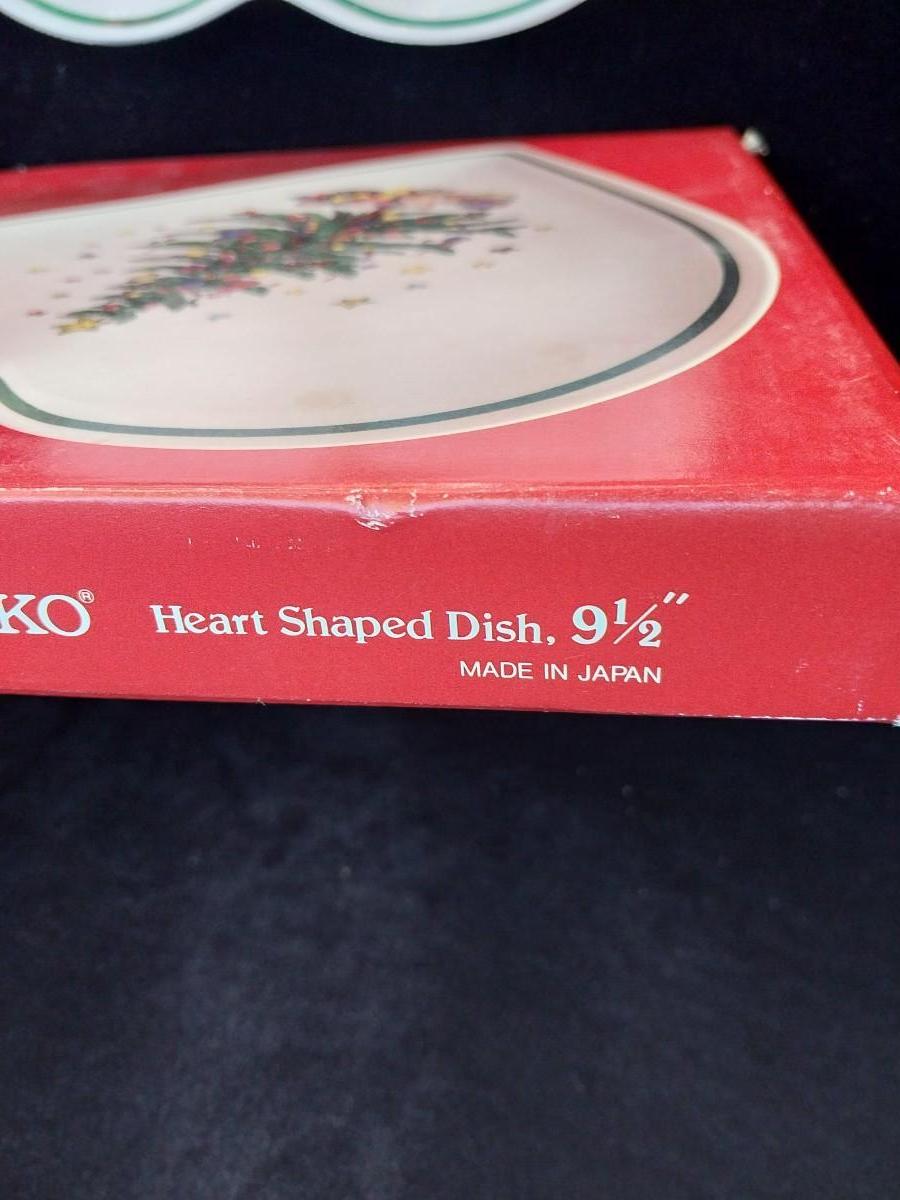 KO® Heart Shaped Dish, 9½"
MADE IN JAPAN